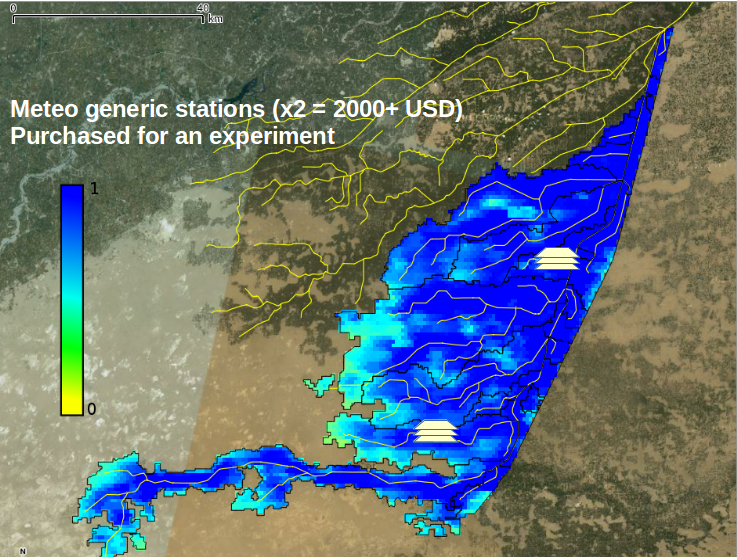 0 40
km
Meteo generic stations (x2 = 2000+ USD)
Purchased for an experiment
1
0
N